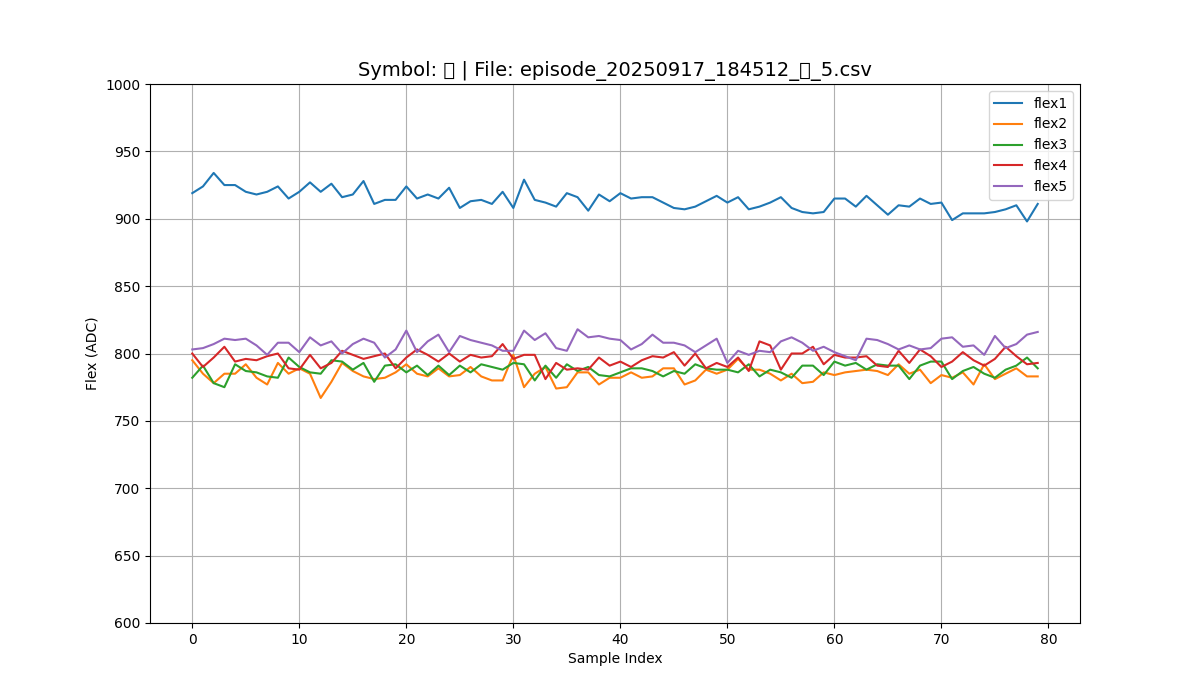 Symbol: ▯ | File: episode_20250917_184512_▯_5.csv
1000
950
900
850
800
750
700
650
600
Flex (ADC)
flex1
flex2
flex3
flex4
flex5
0 10 20 30 40 50 60 70 80
Sample Index